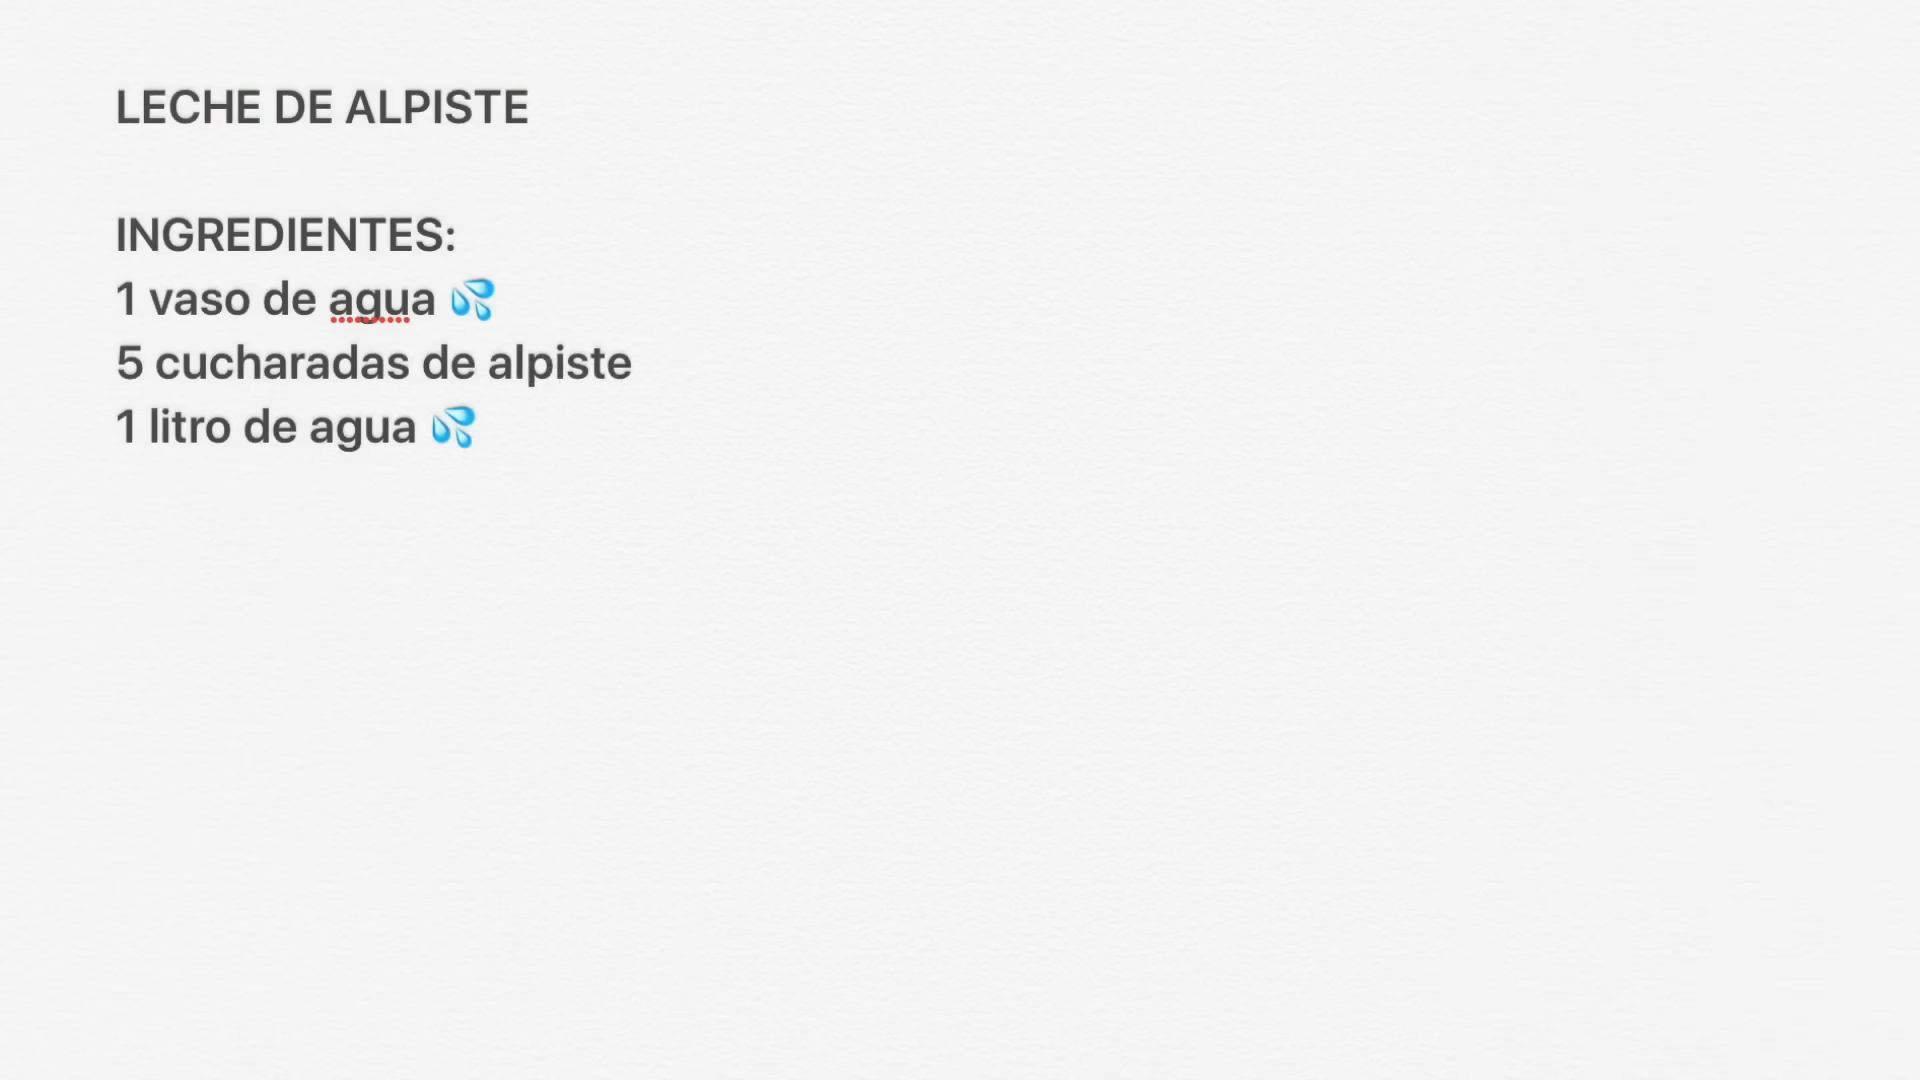 LECHE DE ALPISTE
INGREDIENTES:
1 vaso de agua 💦
5 cucharadas de alpiste
1 litro de agua 💦